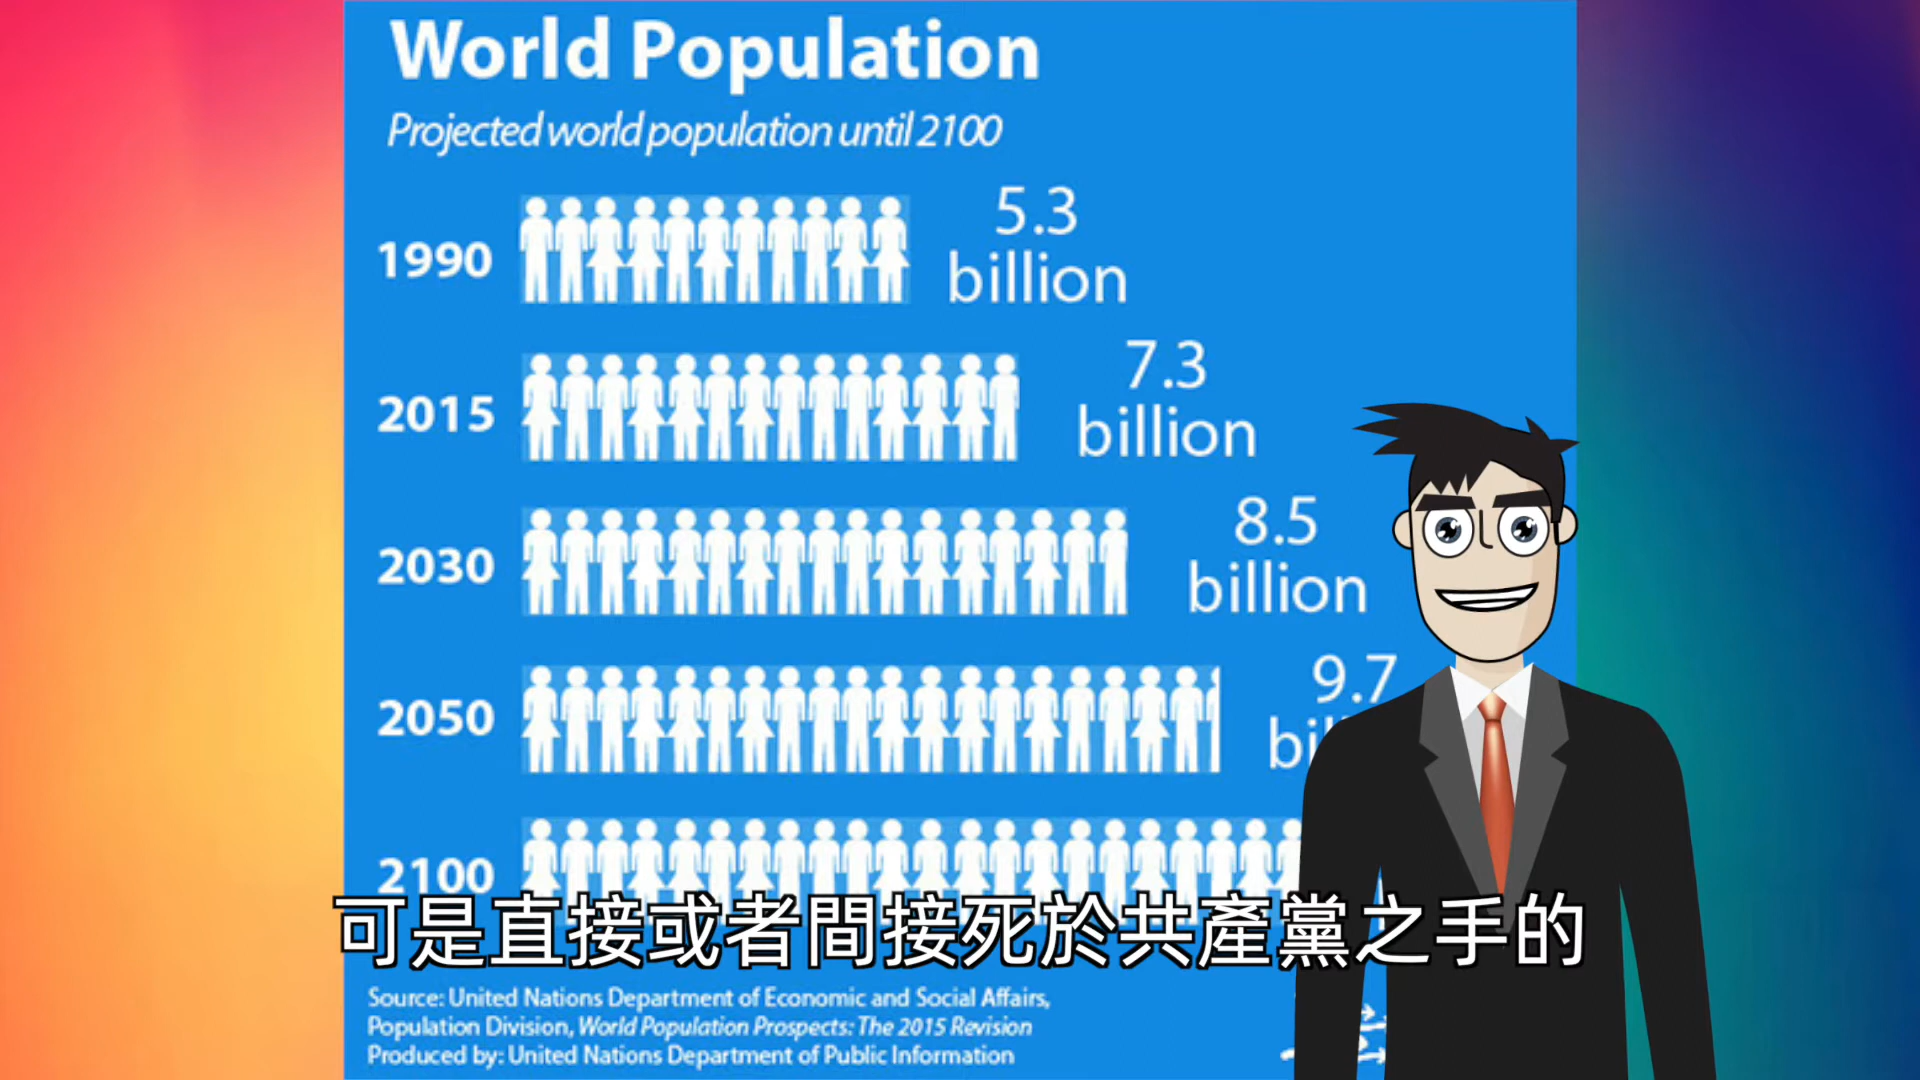 World Population
Projected world population until 2100
1990
5.3
billion
2015
7.3
billion
2030
8.5
billion
2050
9.7
2100
可是直接或者間接死於共產黨之手的
Source: United Nations Department of Economic and Social Affairs,
Population Division, World Population Prospects: The 2015 Revision
Produced by: United Nations Department of Public Information